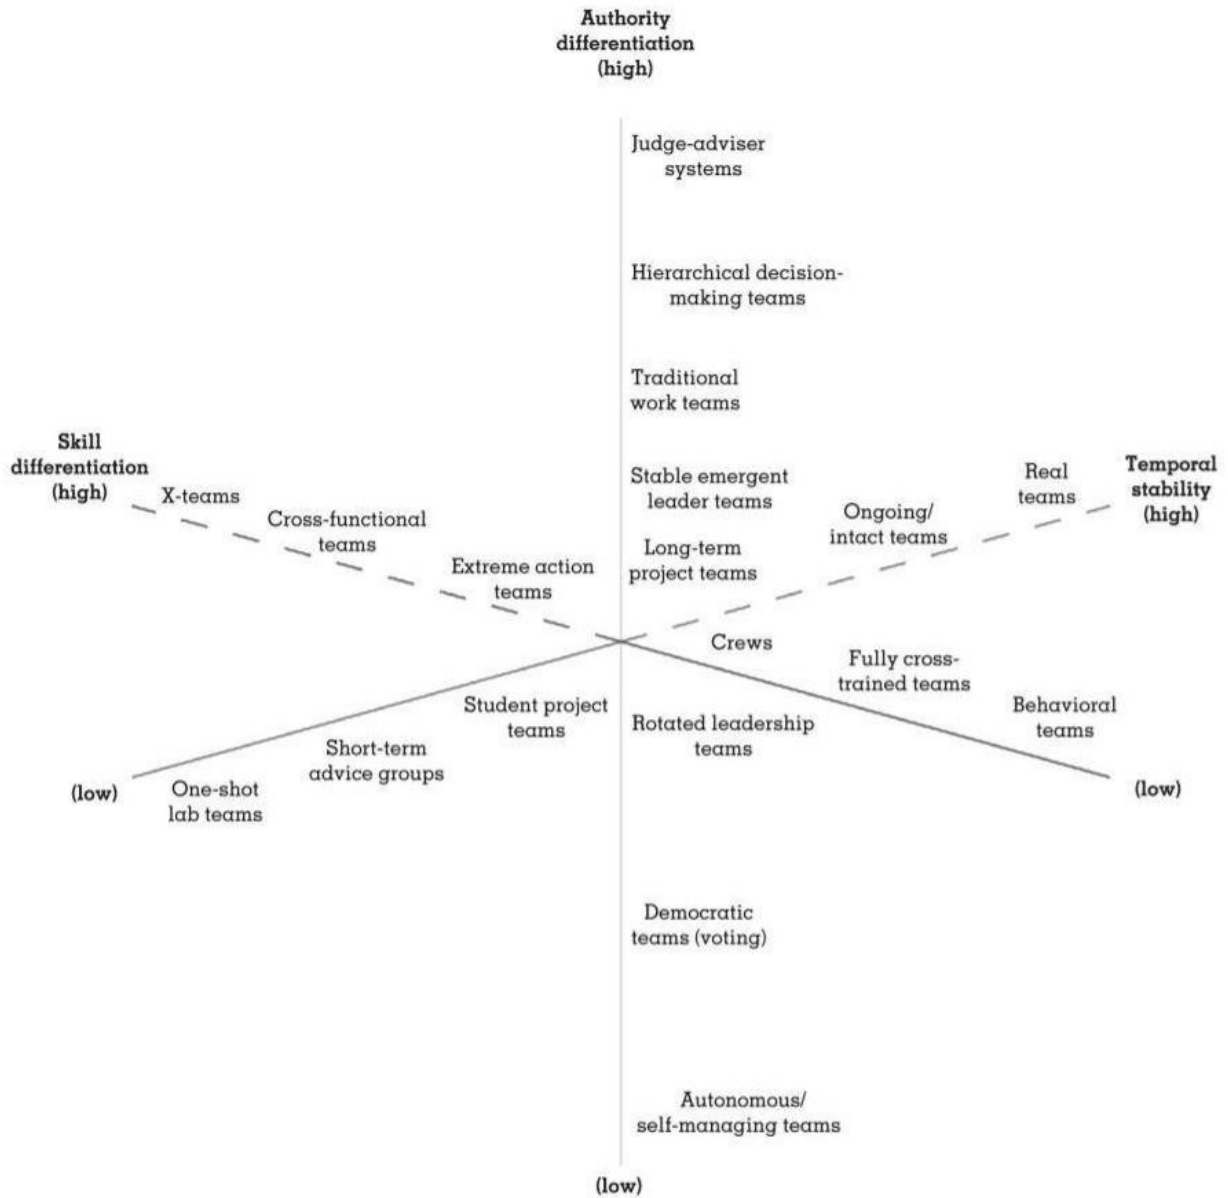 Authority
differentiation
(high)
Judge-adviser
systems
Hierarchical decision-
making teams
Traditional
work teams
Skill
differentiation
(high)
X-teams
Cross-functional
teams
Extreme action
teams
Stable emergent
leader teams
Long-term
project teams
Ongoing/
intact teams
Real
teams
Temporal
stability
(high)
Crews
Fully cross-
trained teams
Behavioral
teams
(low)
Student project
teams
Short-term
advice groups
One-shot
lab teams
(low)
Rotated leadership
teams
Democratic
teams (voting)
Autonomous/
self-managing teams
(low)